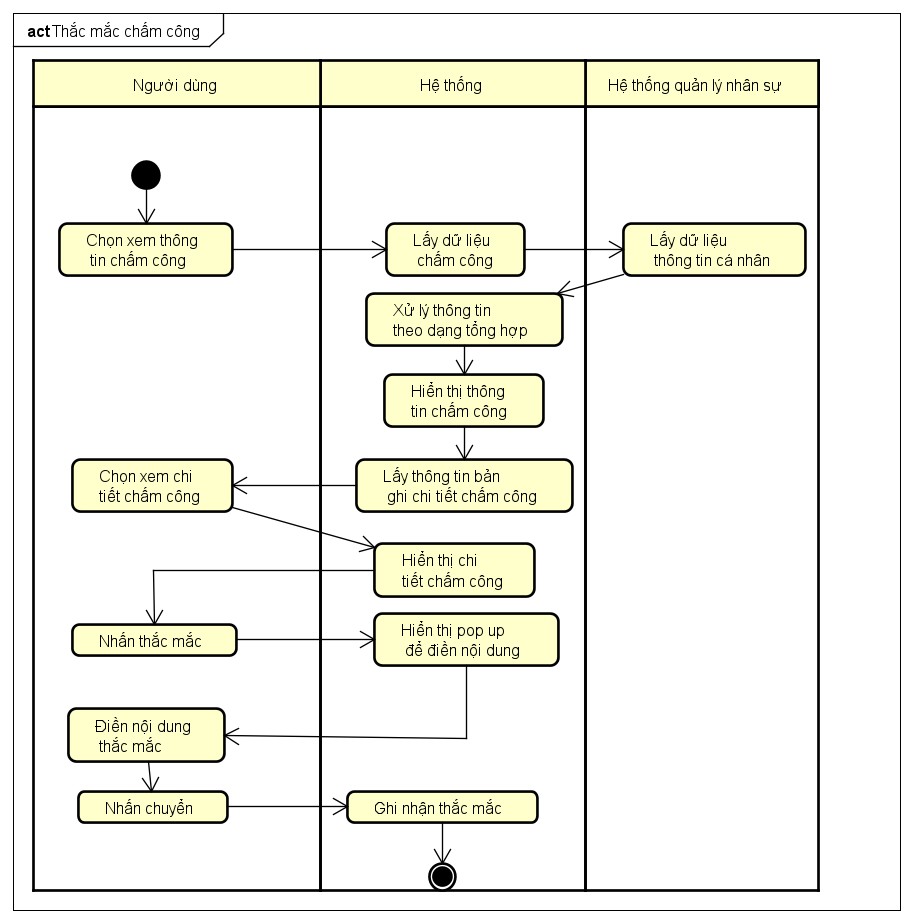 act Thắc mắc chấm công
Người dùng
Hệ thống
Hệ thống quản lý nhân sự
Chọn xem thông
tin chấm công
Lấy dữ liệu
chấm công
Lấy dữ liệu
thông tin cá nhân
Xử lý thông tin
theo dạng tổng hợp
Hiển thị thông
tin chấm công
Chọn xem chi
tiết chấm công
Lấy thông tin bản
ghi chi tiết chấm công
Hiển thị chi
tiết chấm công
Nhấn thắc mắc
Hiển thị pop up
để điền nội dung
Điền nội dung
thắc mắc
Nhấn chuyển
Ghi nhận thắc mắc